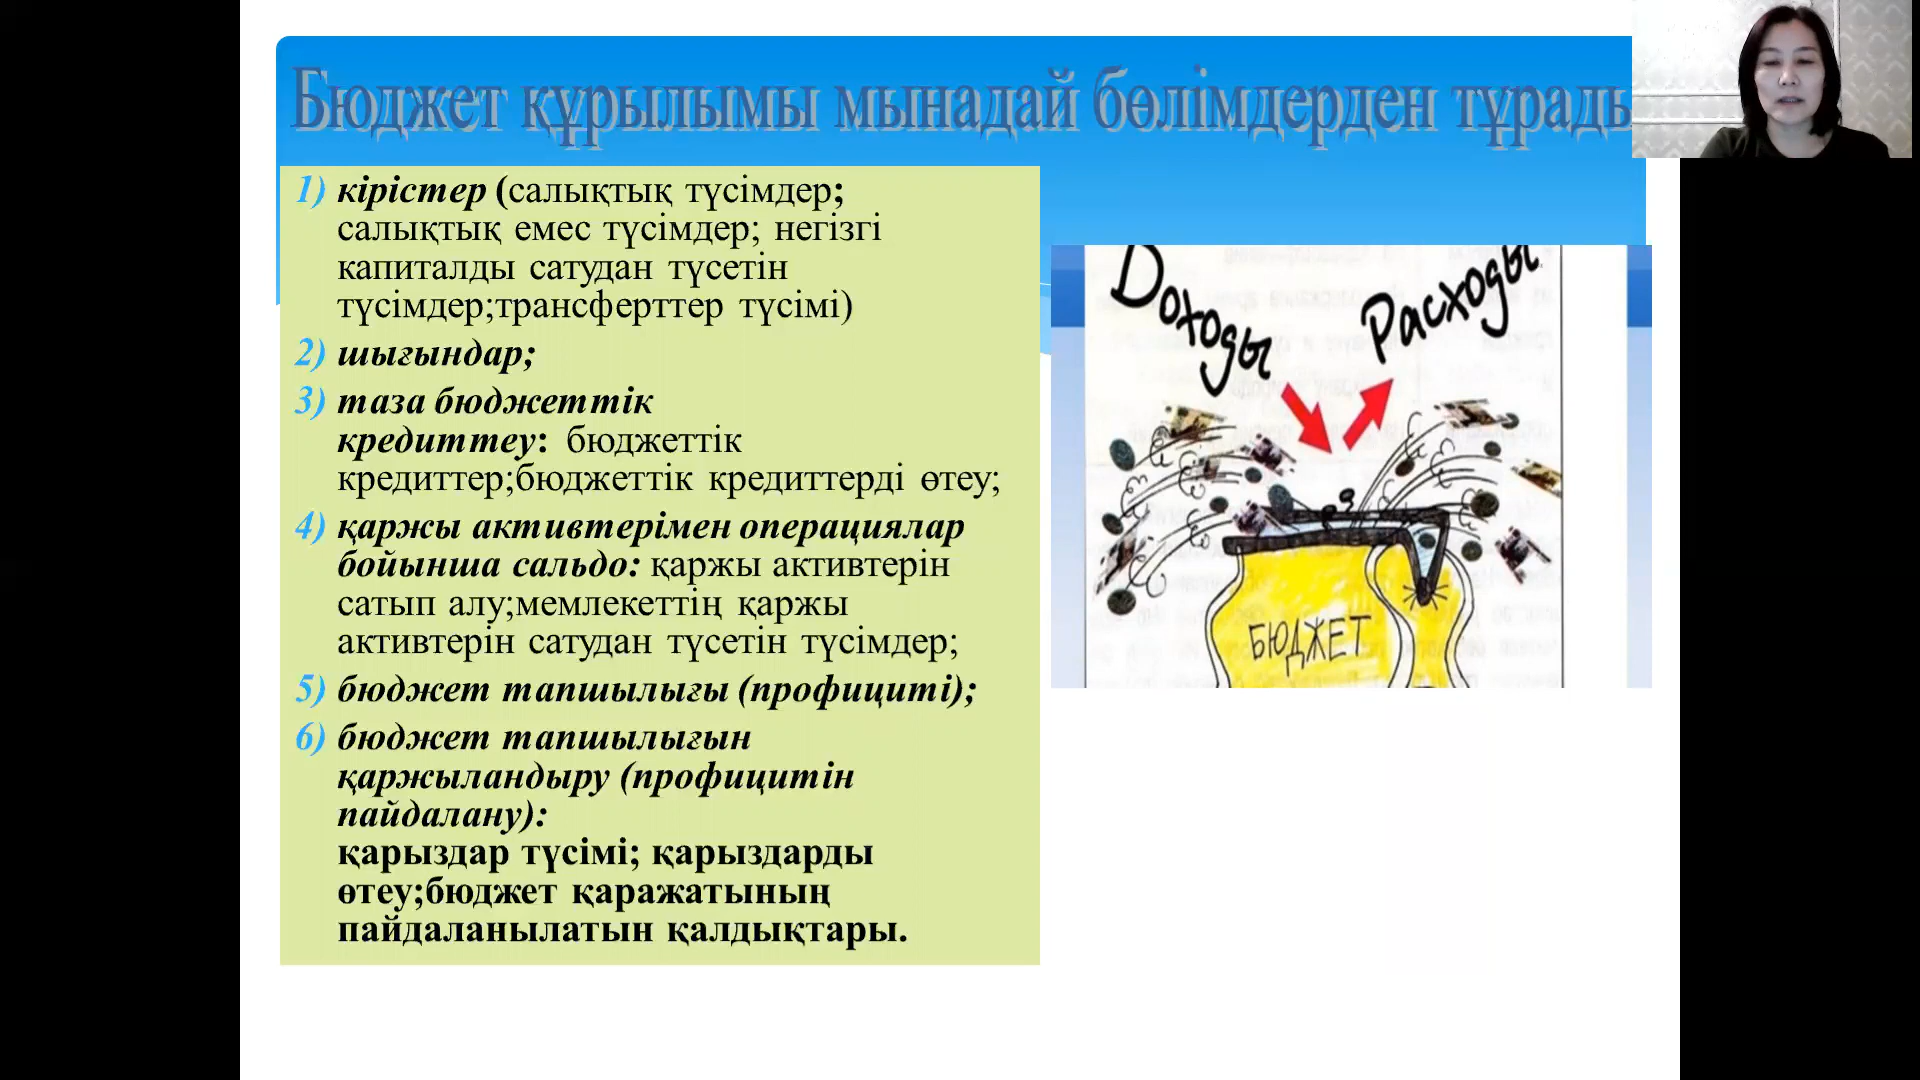 Бюджет құрылымы мынадай бөлімдерден тұрады
1) кірістер (салықтық түсімдер;
салықтық емес түсімдер; негізгі
капиталды сатудан түсетін
түсімдер;трансферттер түсімі)
2) шығындар;
3) таза бюджеттік
кредиттеу: бюджеттік
кредиттер;бюджеттік кредиттерді өтеу;
4) қаржы активтерімен операциялар
бойынша сальдо: қаржы активтерін
сатып алу;мемлекеттің қаржы
активтерін сатудан түсетін түсімдер;
5) бюджет тапшылығы (профициті);
6) бюджет тапшылығын
қаржыландыру (профицитін
пайдалану):
қарыздар түсімі; қарыздарды
өтеу;бюджет қаражатының
пайдаланылатын қалдықтары.
Доходы
Расходы
БЮДЖЕТ